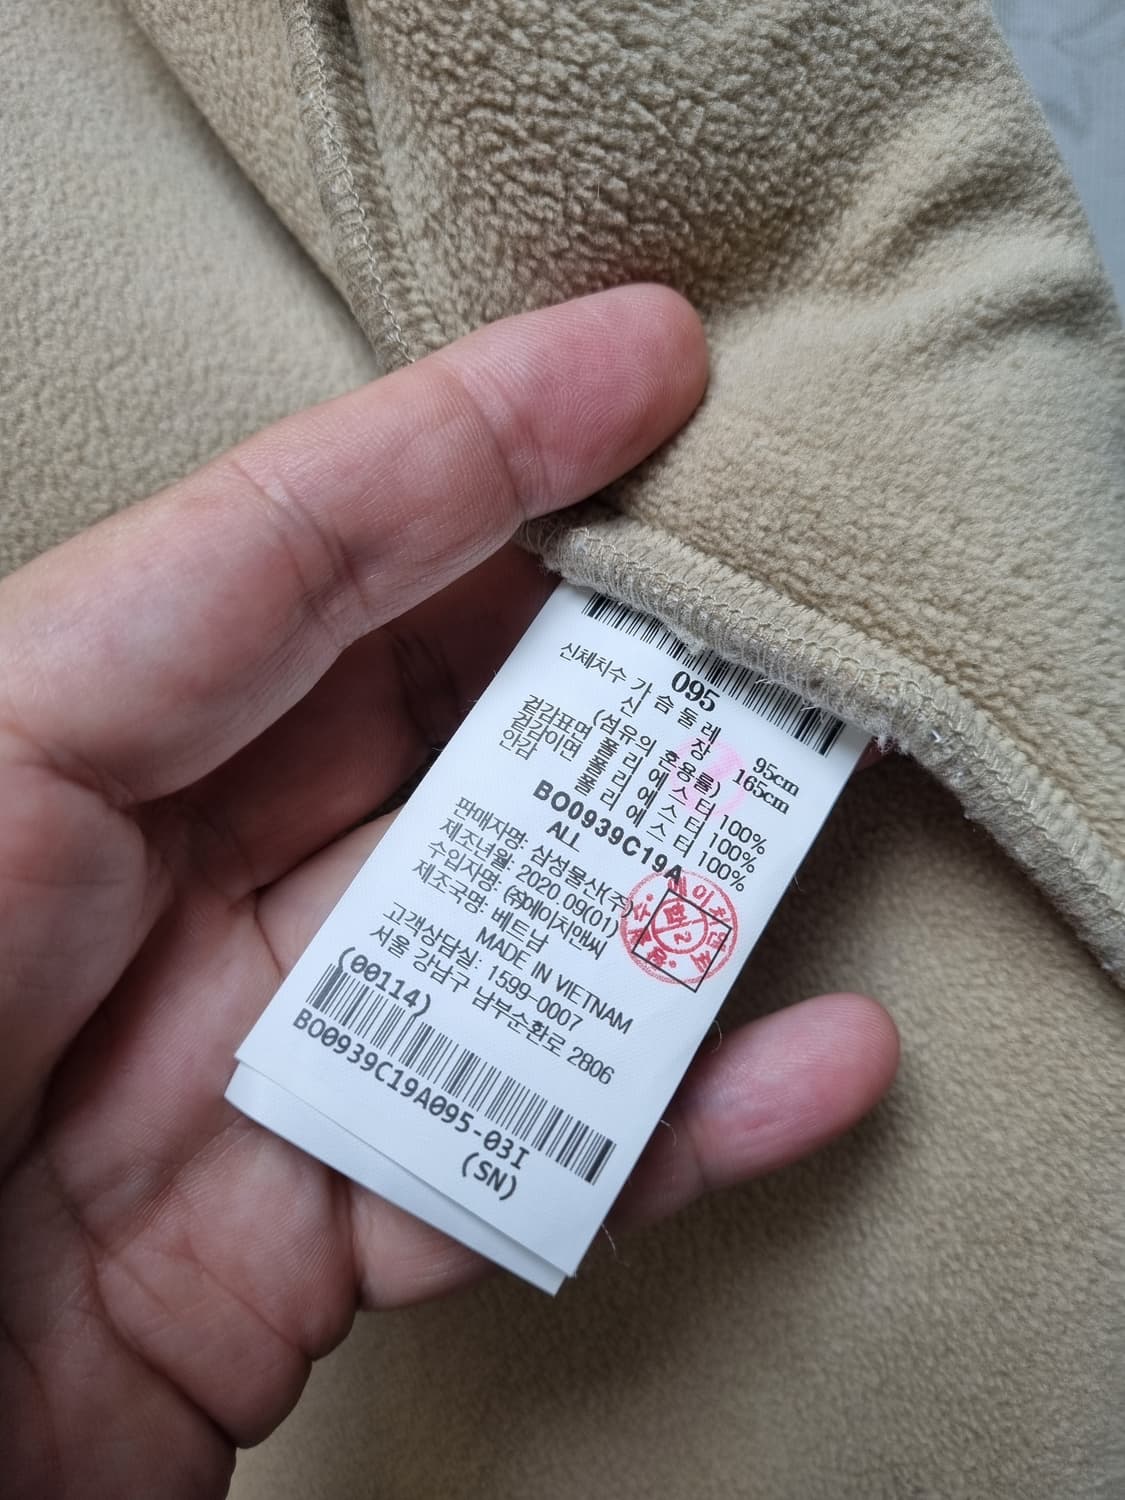 095
신체치수 가 슴 둘 레 95cm
신 장 165cm
(섬유의 혼용률)
겉감표면 폴 리 에 스 터 100%
겉감이면 폴 리 에 스 터 100%
안감 폴 리 에 스 터 100%
BO0939C19A
ALL
판매자명: 삼성물산(주)
제조년월: 2020 09(01)
수입자명: ㈜에이치앤씨
제조국명: 베트남
MADE IN VIETNAM
고객상담실: 1599-0007
서울 강남구 남부순환로 2806
(00114)
BO0939C19A095-03I
(SN)